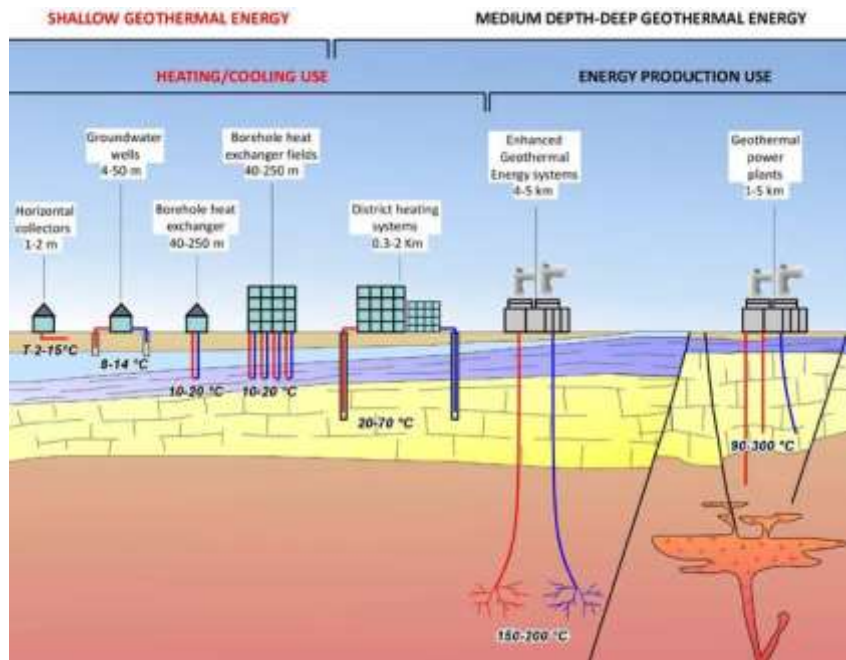 SHALLOW GEOTHERMAL ENERGY
MEDIUM DEPTH-DEEP GEOTHERMAL ENERGY
HEATING/COOLING USE
ENERGY PRODUCTION USE
Groundwater
wells
4-50 m
Borehole heat
exchanger fields
40-250 m
Enhanced
Geothermal
Energy systems
4-5 km
Geothermal
power
plants
1-5 km
Horizontal
collectors
1-2 m
Borehole heat
exchanger
40-250 m
District heating
systems
0.3-2 Km
T 2-15°C
8-14 °C
10-20 °C
10-20 °C
20-70 °C
90-300 °C
150-200 °C